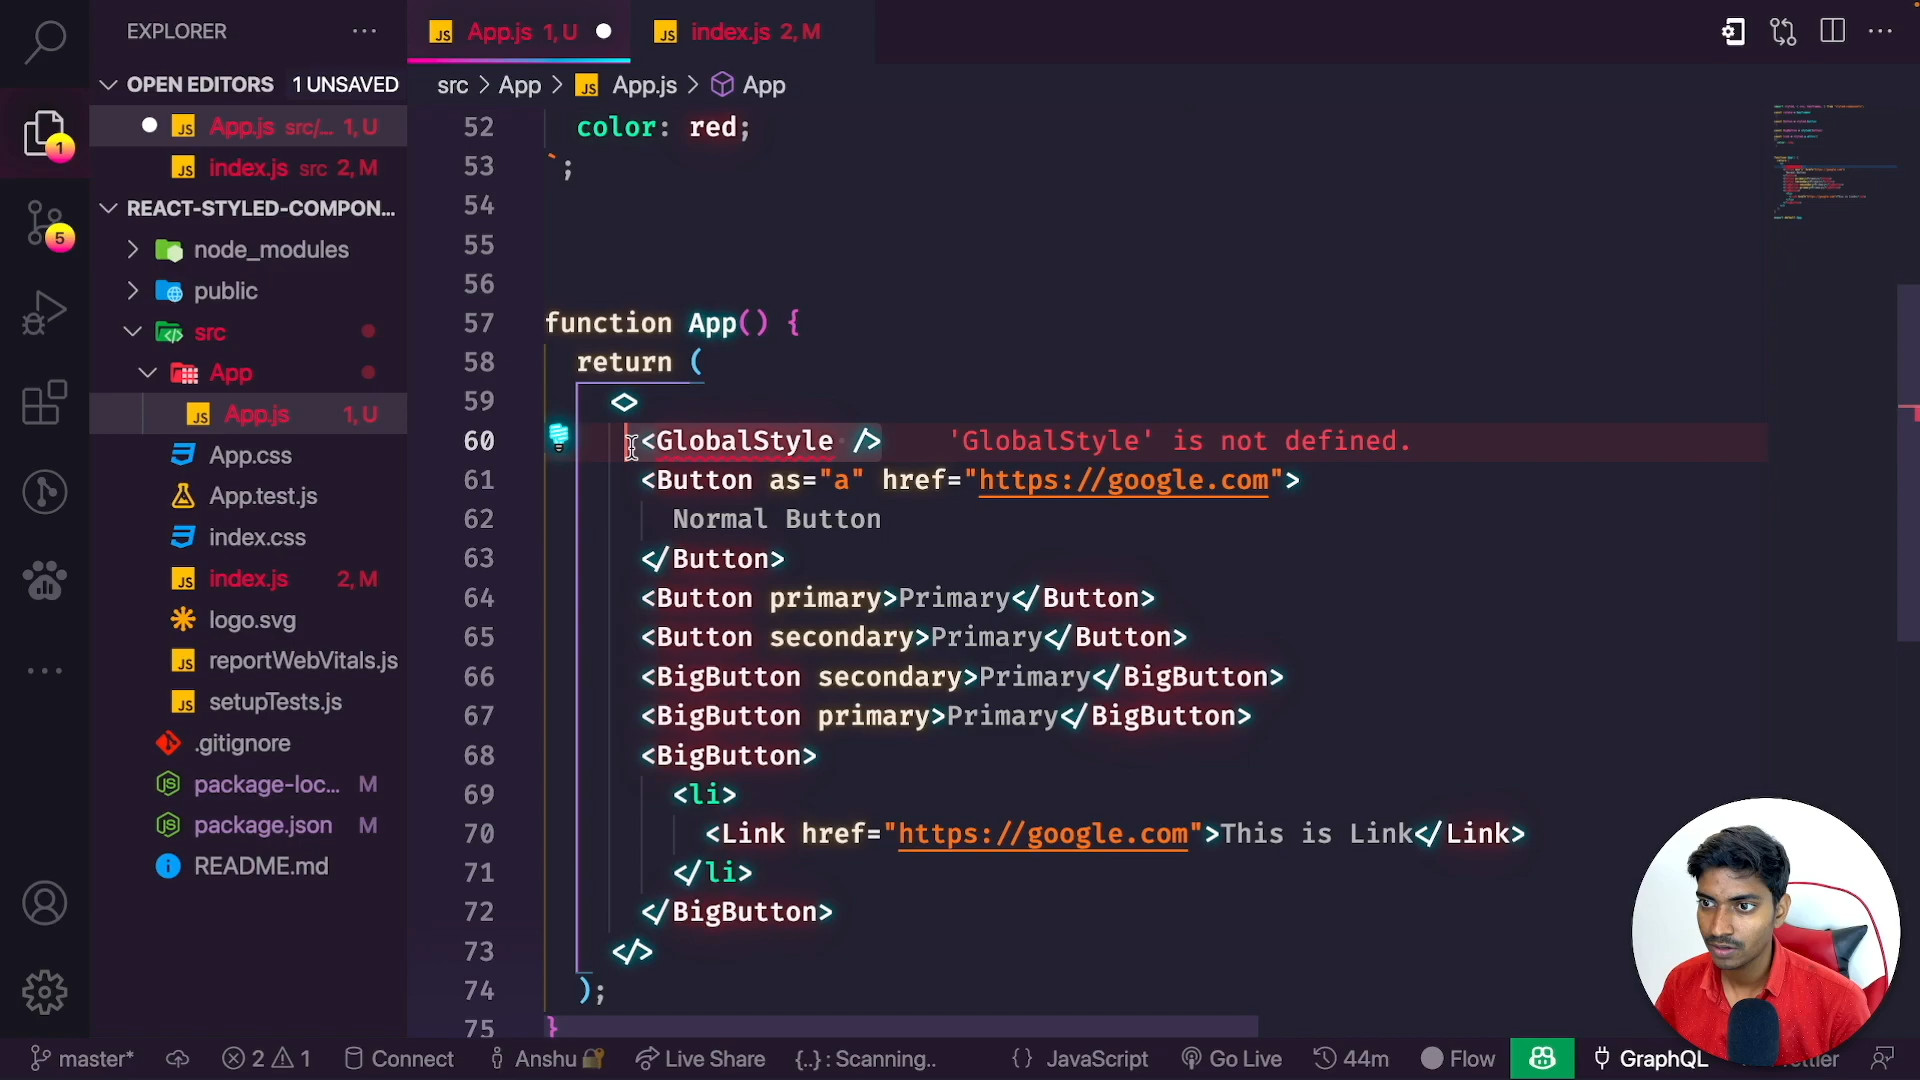 EXPLORER
App.js 1, U
index.js 2, M
OPEN EDITORS 1 UNSAVED
src > App > App.js > App
App.js src/... 1, U
index.js src 2, M
REACT-STYLED-COMPON...
node_modules
public
src
App
App.js 1, U
App.css
App.test.js
index.css
index.js 2, M
logo.svg
reportWebVitals.js
setupTests.js
.gitignore
package-loc... M
package.json M
README.md
1
5
52 color: red;
53 `;
54
55
56
57 function App() {
58 return (
59 <>
60 <GlobalStyle /> 'GlobalStyle' is not defined.
61 <Button as="a" href="https://google.com">
62 Normal Button
63 </Button>
64 <Button primary>Primary</Button>
65 <Button secondary>Primary</Button>
66 <BigButton secondary>Primary</BigButton>
67 <BigButton primary>Primary</BigButton>
68 <BigButton>
69 <li>
70 <Link href="https://google.com">This is Link</Link>
71 </li>
72 </BigButton>
73 </>
74 );
75 }
master* 2 1 Connect Anshu Live Share {..} : Scanning.. {} JavaScript Go Live 44m Flow GraphQL